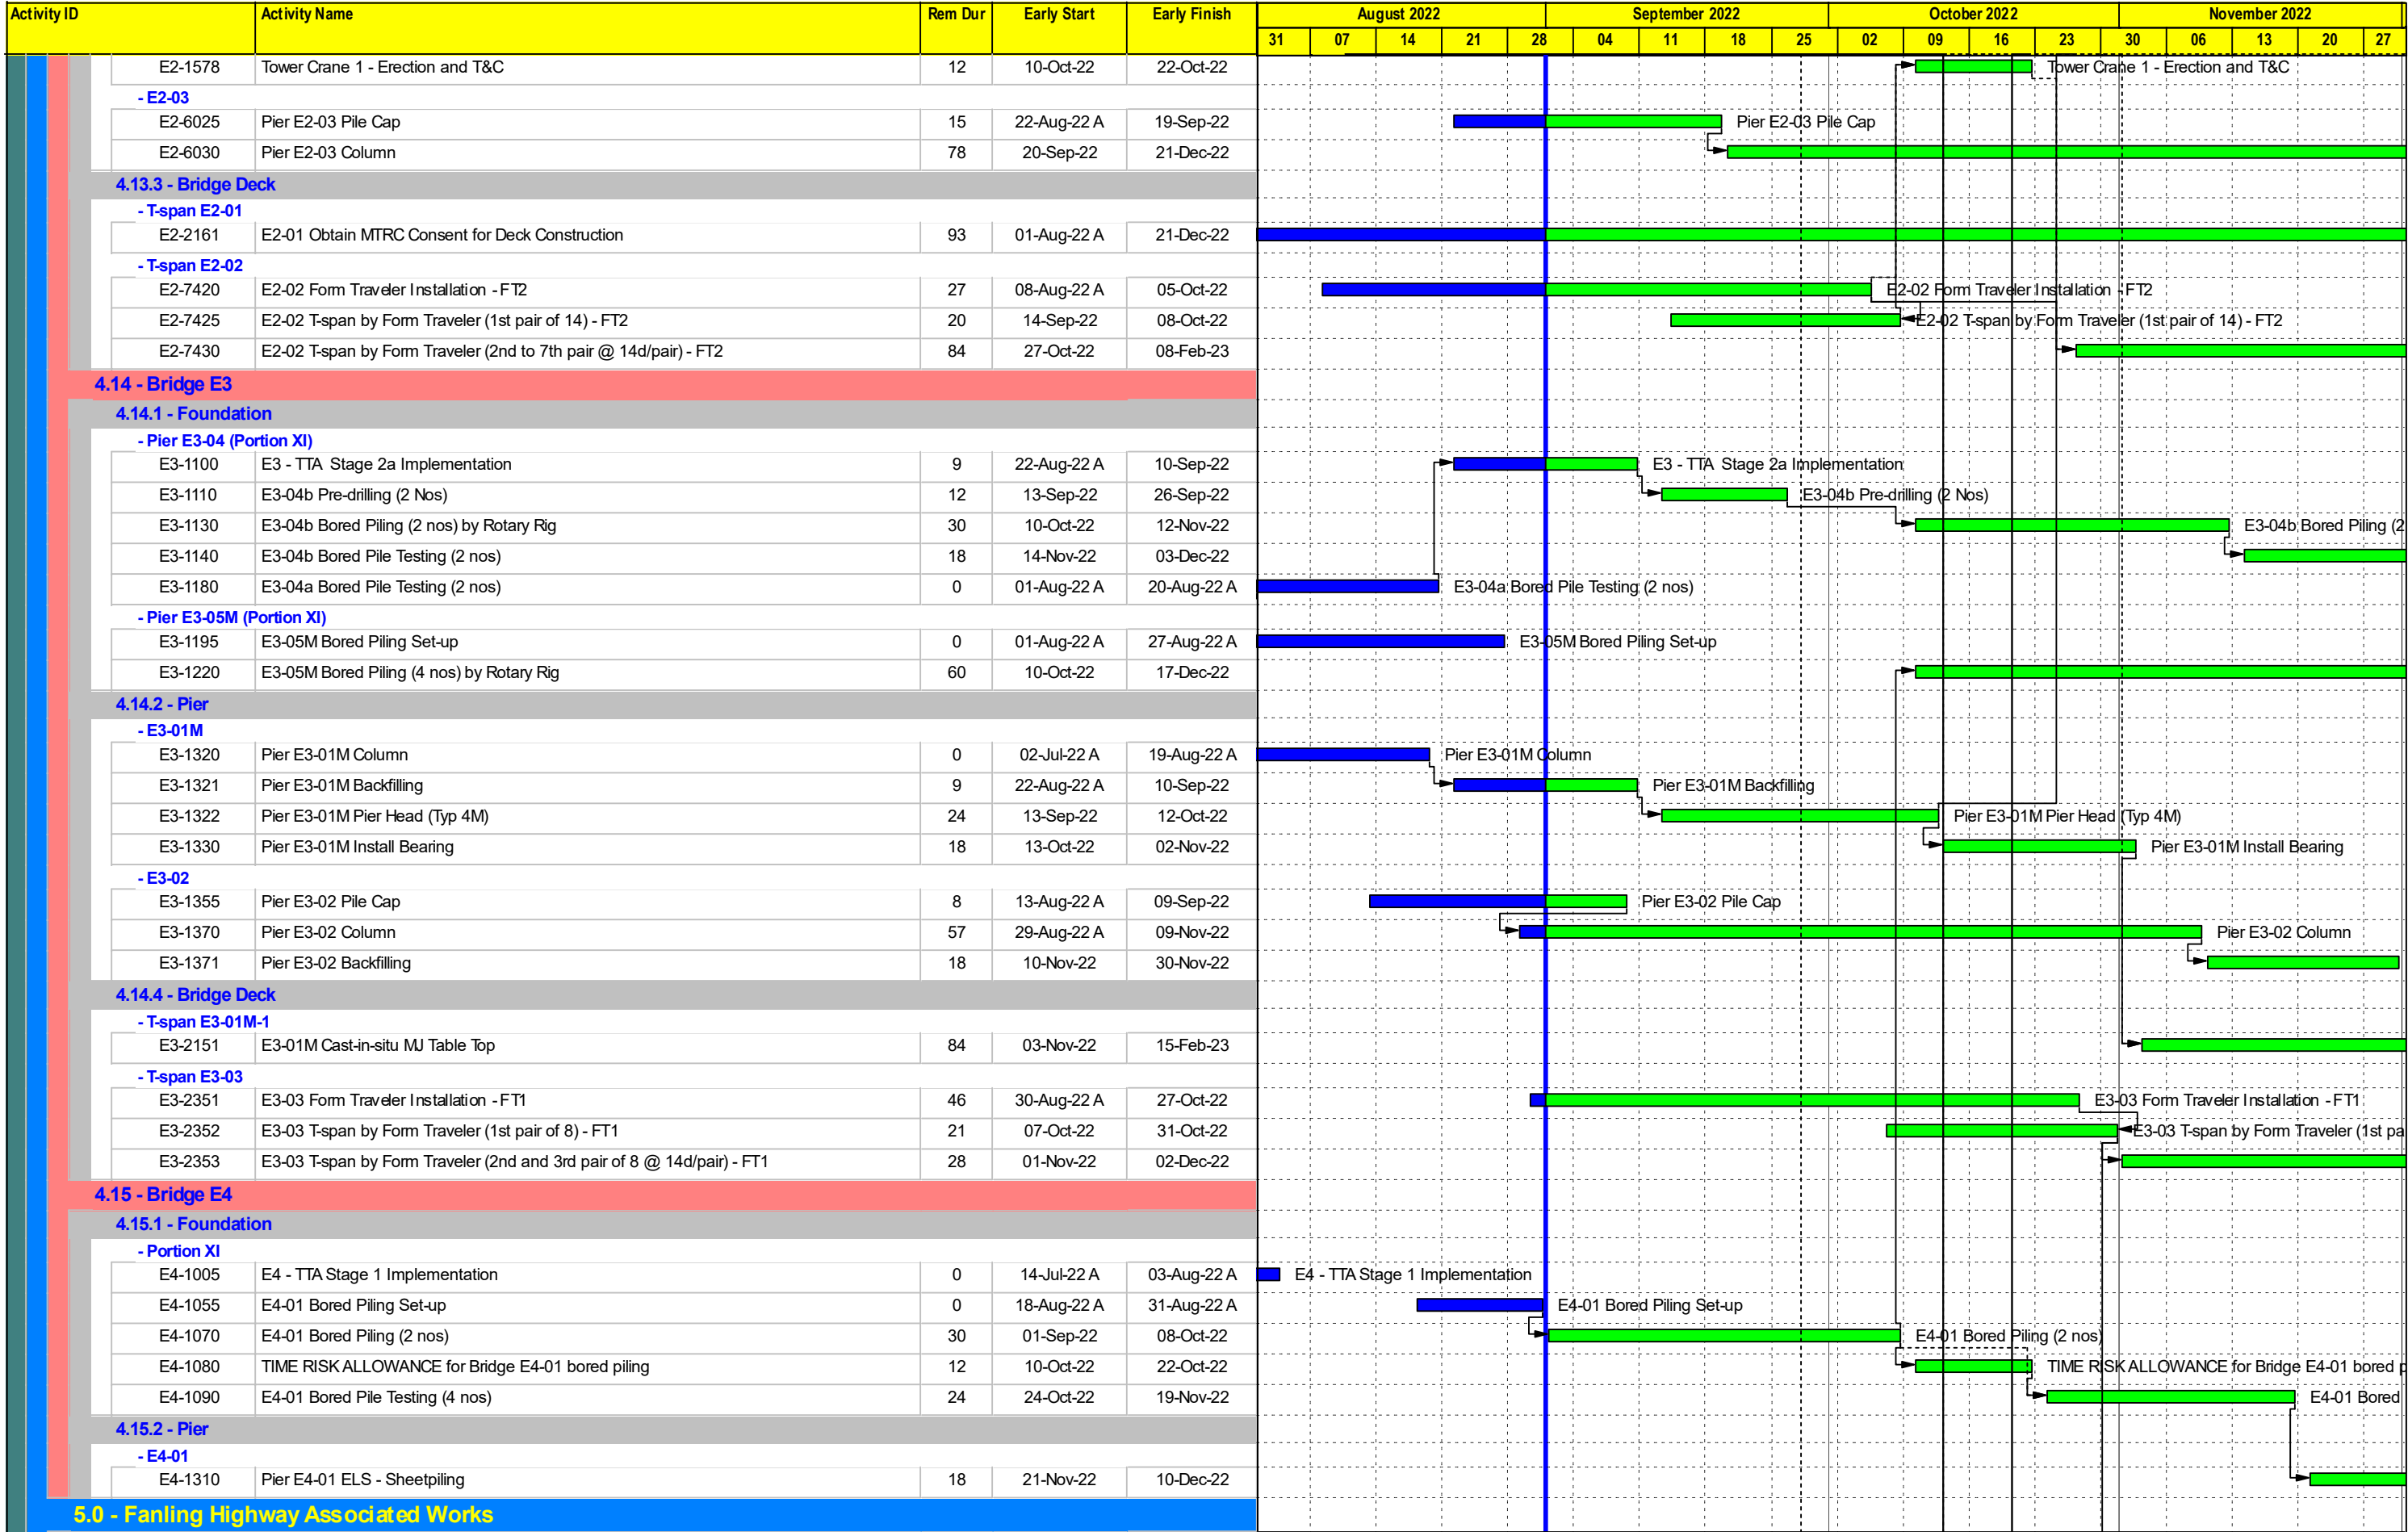 Activity ID Activity Name Rem Dur Early Start Early Finish August 2022 September 2022 October 2022 November 2022
31 07 14 21 28 04 11 18 25 02 09 16 23 30 06 13 20 27
E2-1578 Tower Crane 1 - Erection and T&C 12 10-Oct-22 22-Oct-22 Tower Crane 1 - Erection and T&C
- E2-03
E2-6025 Pier E2-03 Pile Cap 15 22-Aug-22 A 19-Sep-22 Pier E2-03 Pile Cap
E2-6030 Pier E2-03 Column 78 20-Sep-22 21-Dec-22
4.13.3 - Bridge Deck
- T-span E2-01
E2-2161 E2-01 Obtain MTRC Consent for Deck Construction 93 01-Aug-22 A 21-Dec-22
- T-span E2-02
E2-7420 E2-02 Form Traveler Installation - FT2 27 08-Aug-22 A 05-Oct-22 E2-02 Form Traveler Installation - FT2
E2-7425 E2-02 T-span by Form Traveler (1st pair of 14) - FT2 20 14-Sep-22 08-Oct-22 E2-02 T-span by Form Traveler (1st pair of 14) - FT2
E2-7430 E2-02 T-span by Form Traveler (2nd to 7th pair @ 14d/pair) - FT2 84 27-Oct-22 08-Feb-23
4.14 - Bridge E3
4.14.1 - Foundation
- Pier E3-04 (Portion XI)
E3-1100 E3 - TTA Stage 2a Implementation 9 22-Aug-22 A 10-Sep-22 E3 - TTA Stage 2a Implementation
E3-1110 E3-04b Pre-drilling (2 Nos) 12 13-Sep-22 26-Sep-22 E3-04b Pre-drilling (2 Nos)
E3-1130 E3-04b Bored Piling (2 nos) by Rotary Rig 30 10-Oct-22 12-Nov-22 E3-04b Bored Piling (2
E3-1140 E3-04b Bored Pile Testing (2 nos) 18 14-Nov-22 03-Dec-22
E3-1180 E3-04a Bored Pile Testing (2 nos) 0 01-Aug-22 A 20-Aug-22 A E3-04a Bored Pile Testing (2 nos)
- Pier E3-05M (Portion XI)
E3-1195 E3-05M Bored Piling Set-up 0 01-Aug-22 A 27-Aug-22 A E3-05M Bored Piling Set-up
E3-1220 E3-05M Bored Piling (4 nos) by Rotary Rig 60 10-Oct-22 17-Dec-22
4.14.2 - Pier
- E3-01M
E3-1320 Pier E3-01M Column 0 02-Jul-22 A 19-Aug-22 A Pier E3-01M Column
E3-1321 Pier E3-01M Backfilling 9 22-Aug-22 A 10-Sep-22 Pier E3-01M Backfilling
E3-1322 Pier E3-01M Pier Head (Typ 4M) 24 13-Sep-22 12-Oct-22 Pier E3-01M Pier Head (Typ 4M)
E3-1330 Pier E3-01M Install Bearing 18 13-Oct-22 02-Nov-22 Pier E3-01M Install Bearing
- E3-02
E3-1355 Pier E3-02 Pile Cap 8 13-Aug-22 A 09-Sep-22 Pier E3-02 Pile Cap
E3-1370 Pier E3-02 Column 57 29-Aug-22 A 09-Nov-22 Pier E3-02 Column
E3-1371 Pier E3-02 Backfilling 18 10-Nov-22 30-Nov-22
4.14.4 - Bridge Deck
- T-span E3-01M-1
E3-2151 E3-01M Cast-in-situ MJ Table Top 84 03-Nov-22 15-Feb-23
- T-span E3-03
E3-2351 E3-03 Form Traveler Installation - FT1 46 30-Aug-22 A 27-Oct-22 E3-03 Form Traveler Installation - FT1
E3-2352 E3-03 T-span by Form Traveler (1st pair of 8) - FT1 21 07-Oct-22 31-Oct-22 E3-03 T-span by Form Traveler (1st pa
E3-2353 E3-03 T-span by Form Traveler (2nd and 3rd pair of 8 @ 14d/pair) - FT1 28 01-Nov-22 02-Dec-22
4.15 - Bridge E4
4.15.1 - Foundation
- Portion XI
E4-1005 E4 - TTA Stage 1 Implementation 0 14-Jul-22 A 03-Aug-22 A E4 - TTA Stage 1 Implementation
E4-1055 E4-01 Bored Piling Set-up 0 18-Aug-22 A 31-Aug-22 A E4-01 Bored Piling Set-up
E4-1070 E4-01 Bored Piling (2 nos) 30 01-Sep-22 08-Oct-22 E4-01 Bored Piling (2 nos)
E4-1080 TIME RISK ALLOWANCE for Bridge E4-01 bored piling 12 10-Oct-22 22-Oct-22 TIME RISK ALLOWANCE for Bridge E4-01 bored p
E4-1090 E4-01 Bored Pile Testing (4 nos) 24 24-Oct-22 19-Nov-22 E4-01 Bored
4.15.2 - Pier
- E4-01
E4-1310 Pier E4-01 ELS - Sheetpiling 18 21-Nov-22 10-Dec-22
5.0 - Fanling Highway Associated Works